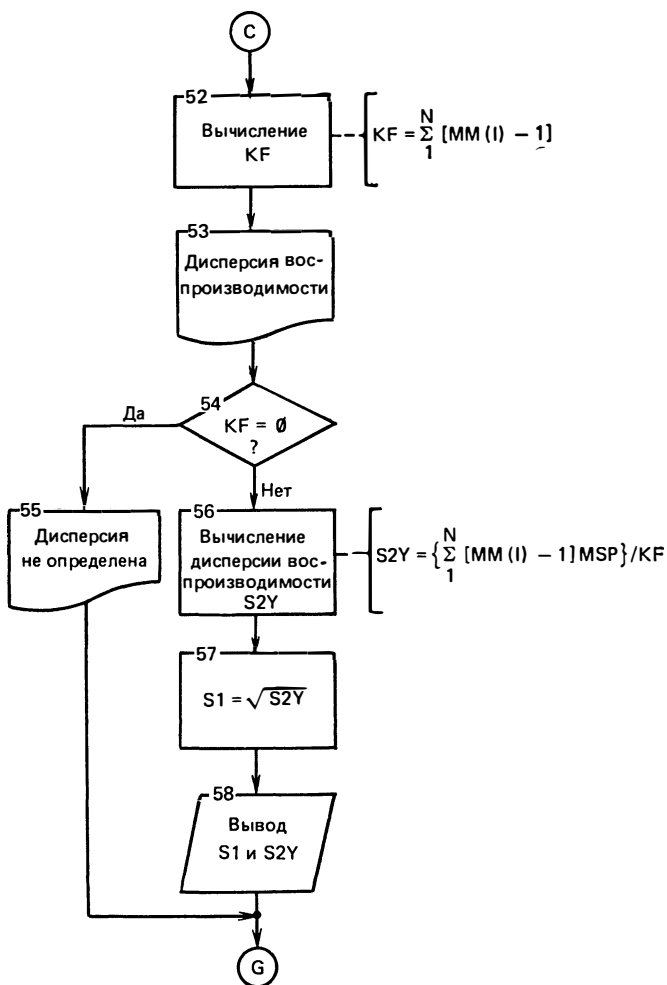 C
52
Вычисление
KF
KF = N Σ 1 [MM (I) − 1]
53
Дисперсия вос-
производимости
54
KF = Ø
?
Да
Нет
55
Дисперсия
не определена
56
Вычисление
дисперсии вос-
производимости
S2Y
S2Y = { N Σ 1 [MM (I) − 1] MSP}/KF
57
S1 = √S2Y
58
Вывод
S1 и S2Y
G